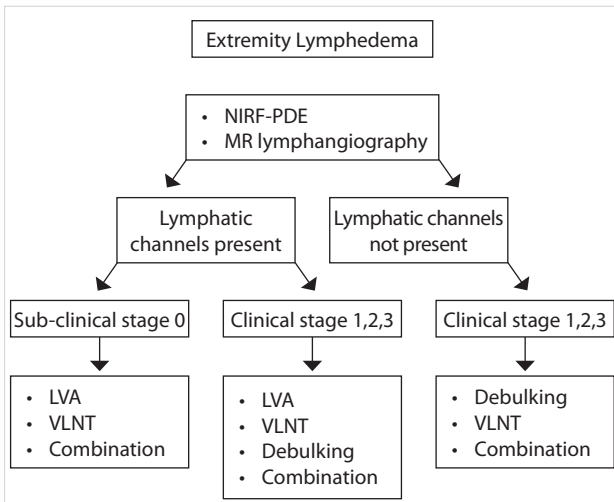 Extremity Lymphedema
• NIRF-PDE
• MR lymphangiography
Lymphatic
channels present
Lymphatic channels
not present
Sub-clinical stage 0
Clinical stage 1,2,3
Clinical stage 1,2,3
• LVA
• VLNT
• Combination
• LVA
• VLNT
• Debulking
• Combination
• Debulking
• VLNT
• Combination